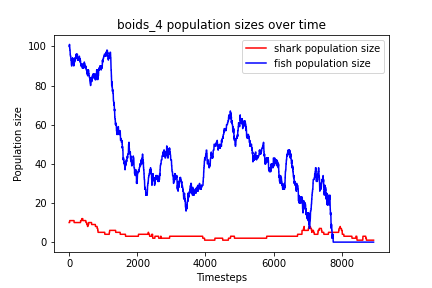 boids_4 population sizes over time
shark population size
fish population size
Population size
100
80
60
40
20
0
0 2000 4000 6000 8000
Timesteps